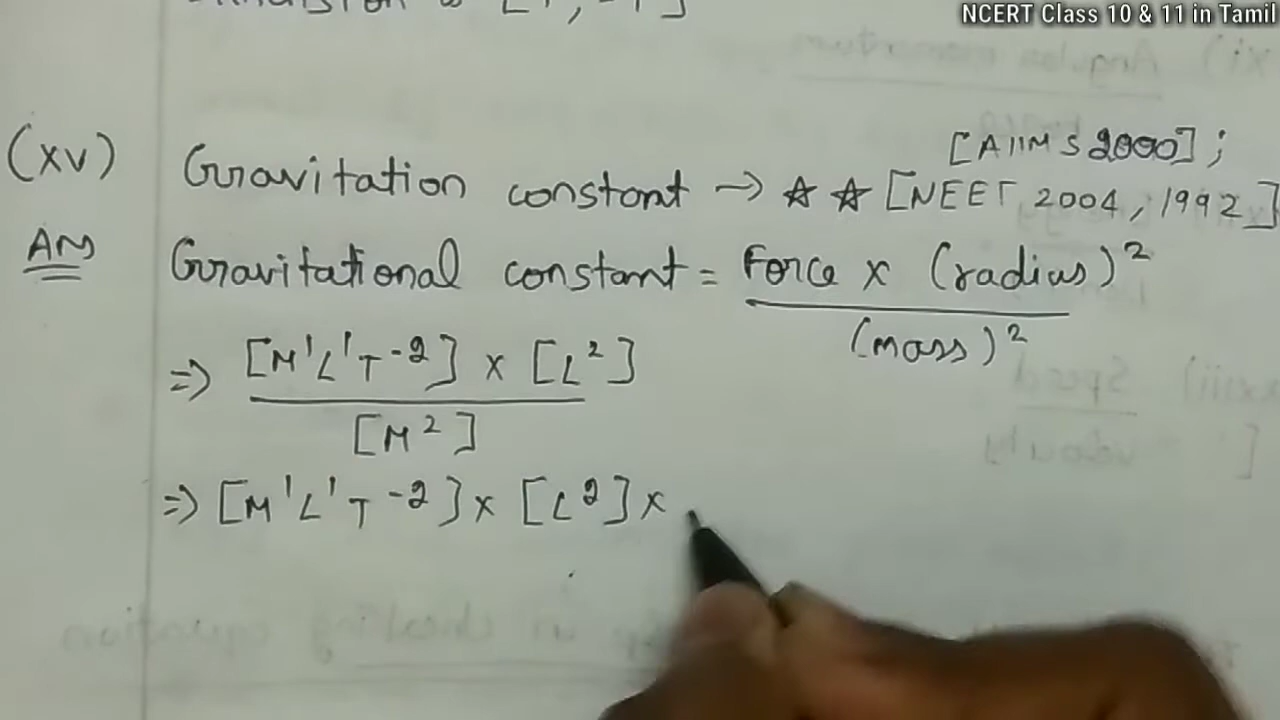 NCERT Class 10 & 11 in Tamil
[AIIMS 2000];
(xv) Gravitation constant → ☆ ☆ [NEET 2004, 1992]
Ans Gravitational constant = Force x (radius)²
(mass)²
⇒ [M¹L¹T⁻²] x [L²]
[M²]
⇒ [M¹L¹T⁻²] x [L²] x